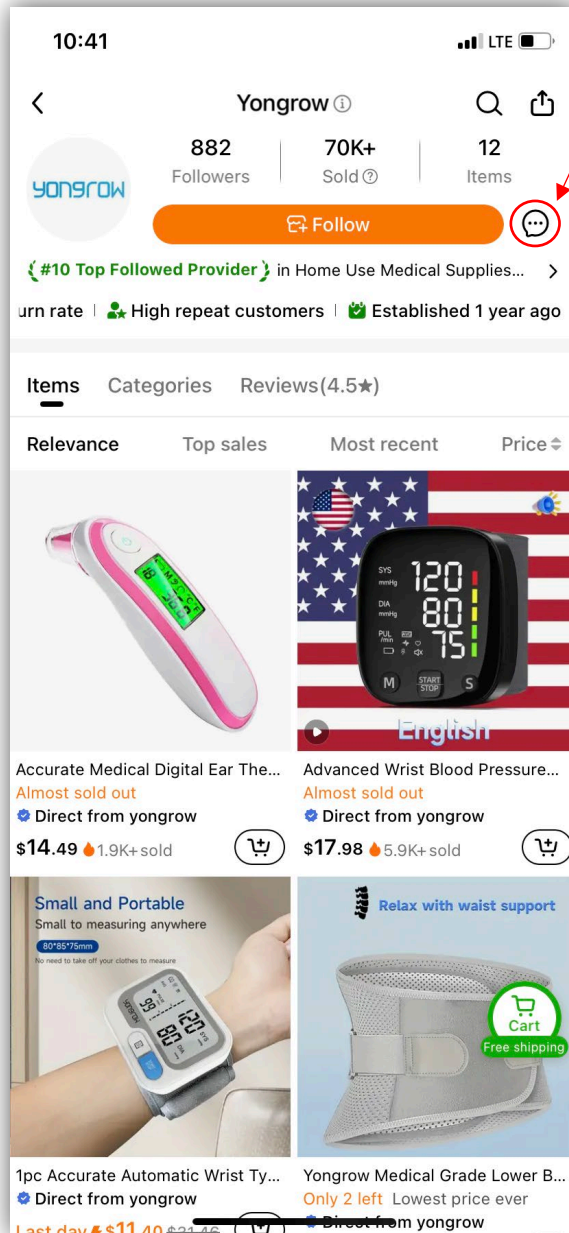 10:41 LTE
Yongrow
882 70K+ 12
Followers Sold Items
YONGROW
Follow
#10 Top Followed Provider in Home Use Medical Supplies...
urn rate High repeat customers Established 1 year ago
Items Categories Reviews(4.5★)
Relevance Top sales Most recent Price
SYS
mmHg
120
DIA
mmHg
80
PUL
/min
75
M START STOP S
English
Accurate Medical Digital Ear The...
Almost sold out
Direct from yongrow
$14.49 1.9K+sold
Advanced Wrist Blood Pressure...
Almost sold out
Direct from yongrow
$17.98 5.9K+sold
Small and Portable
Small to measuring anywhere
80*85*75mm
No need to take off your clothes to measure
Relax with waist support
Cart
Free shipping
1pc Accurate Automatic Wrist Ty...
Direct from yongrow
Last day $11.40 $21.46
Yongrow Medical Grade Lower B...
Only 2 left Lowest price ever
Direct from yongrow